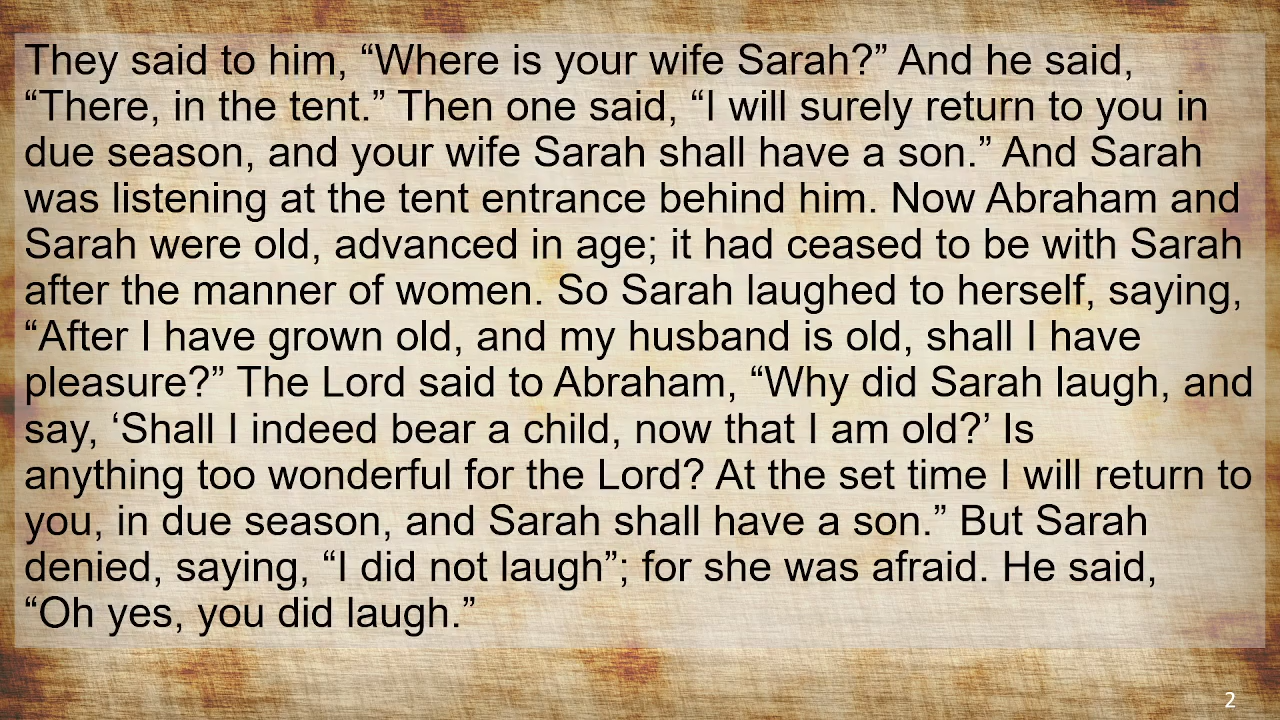 They said to him, “Where is your wife Sarah?” And he said,
“There, in the tent.” Then one said, “I will surely return to you in
due season, and your wife Sarah shall have a son.” And Sarah
was listening at the tent entrance behind him. Now Abraham and
Sarah were old, advanced in age; it had ceased to be with Sarah
after the manner of women. So Sarah laughed to herself, saying,
“After I have grown old, and my husband is old, shall I have
pleasure?” The Lord said to Abraham, “Why did Sarah laugh, and
say, ‘Shall I indeed bear a child, now that I am old?’ Is
anything too wonderful for the Lord? At the set time I will return to
you, in due season, and Sarah shall have a son.” But Sarah
denied, saying, “I did not laugh”; for she was afraid. He said,
“Oh yes, you did laugh.”
2